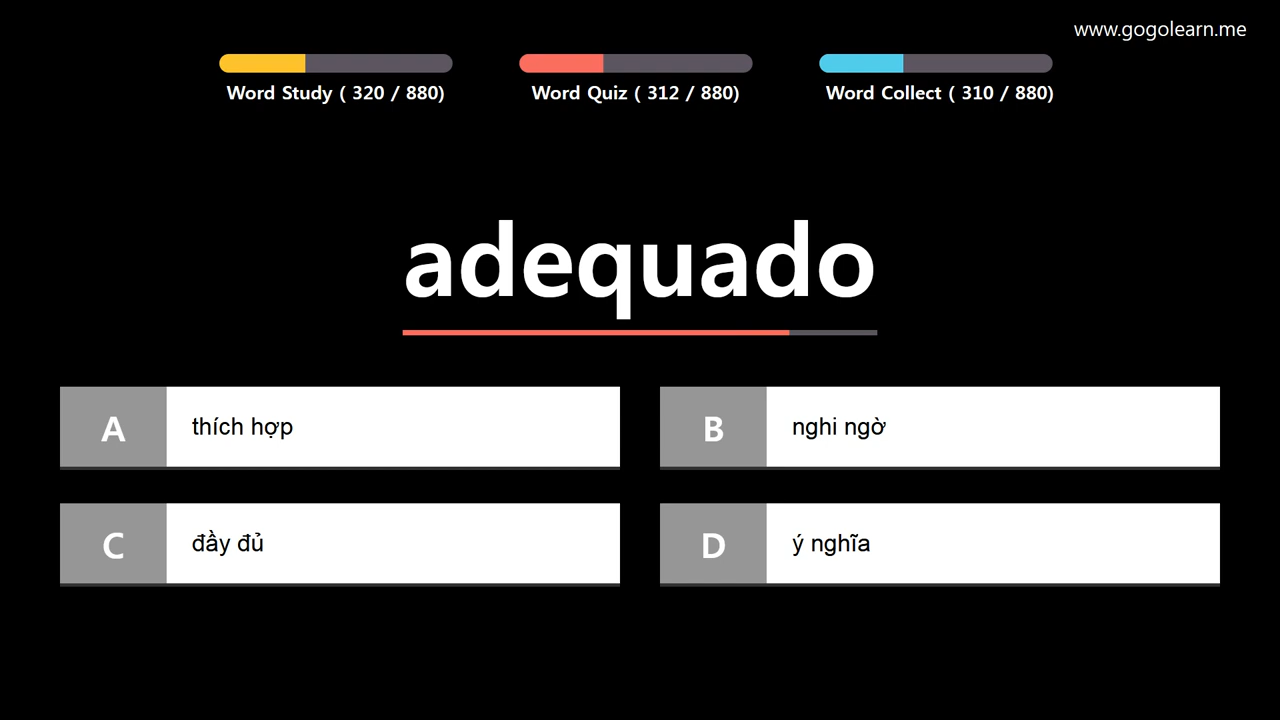 www.gogolearn.me
Word Study ( 320 / 880)
Word Quiz ( 312 / 880)
Word Collect ( 310 / 880)
adequado
A thích hợp
B nghi ngờ
C đầy đủ
D ý nghĩa